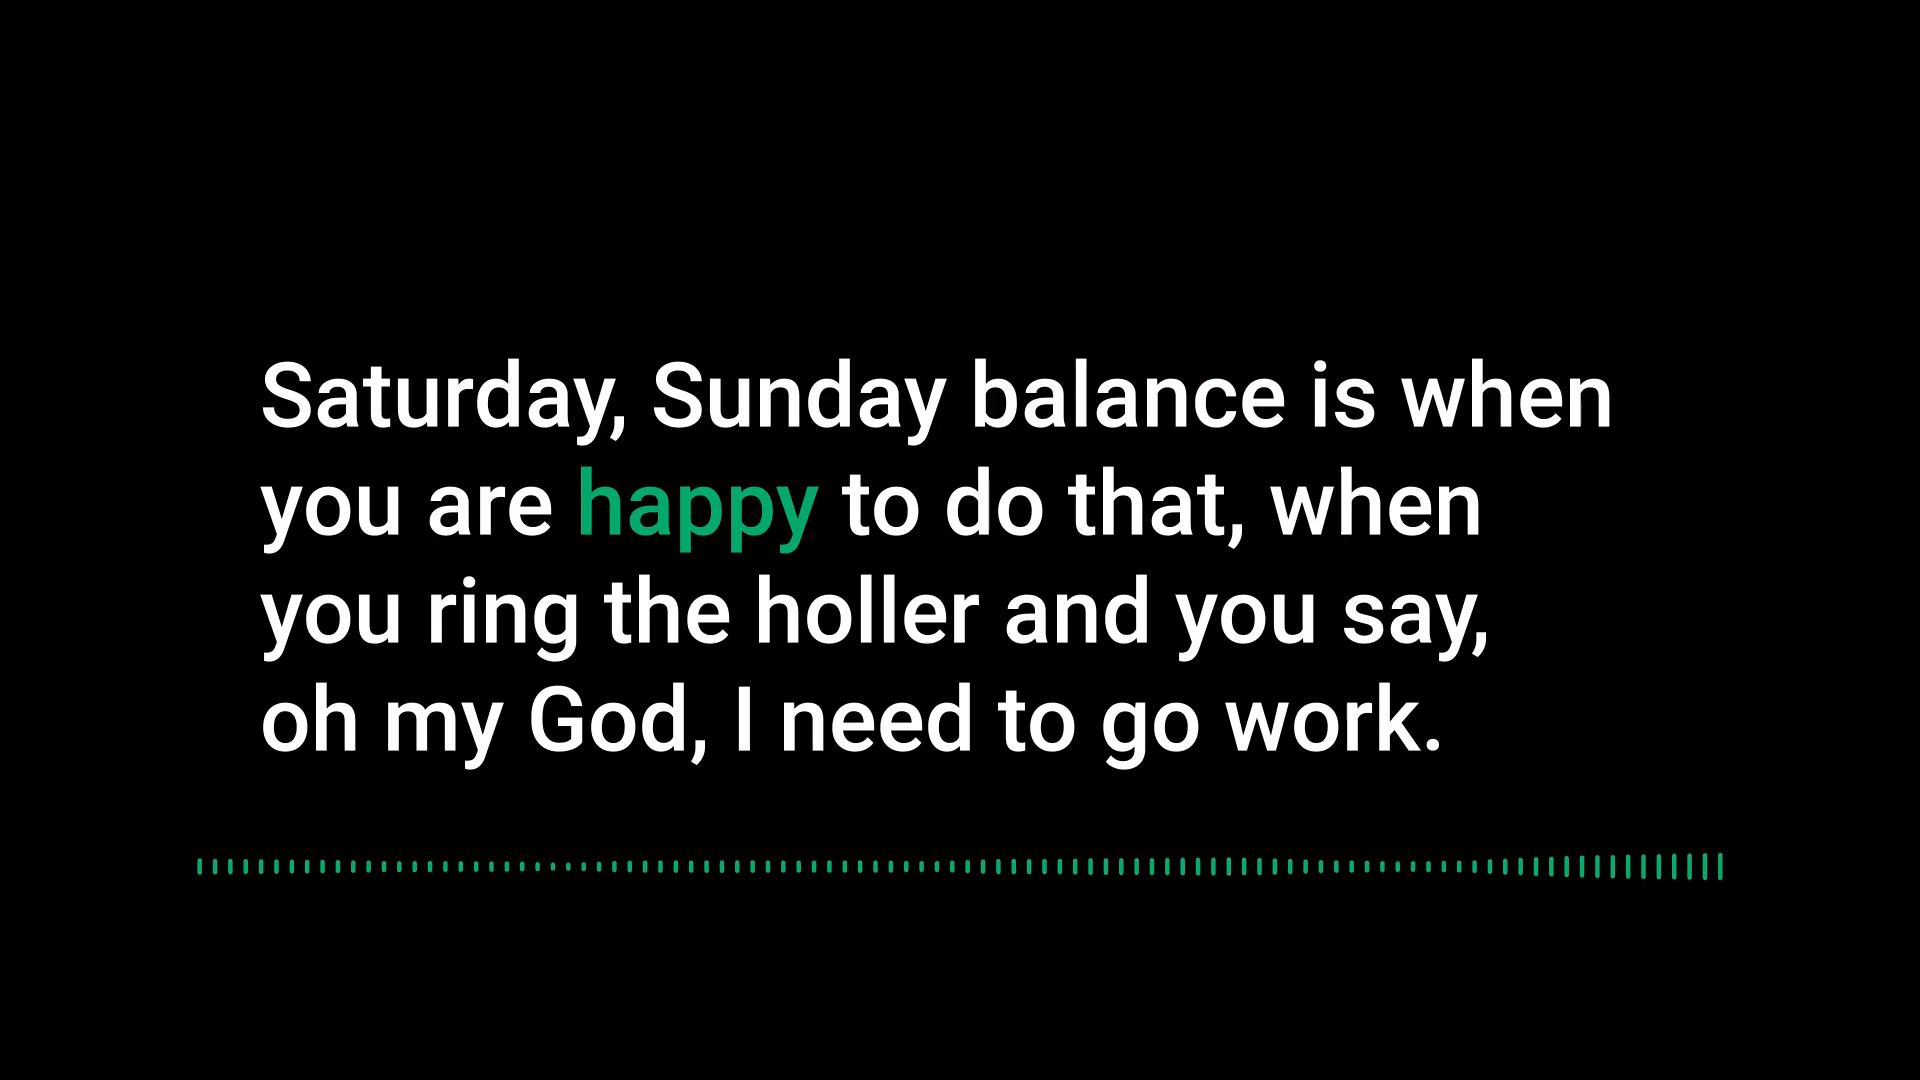 Saturday, Sunday balance is when
you are happy to do that, when
you ring the holler and you say,
oh my God, I need to go work.